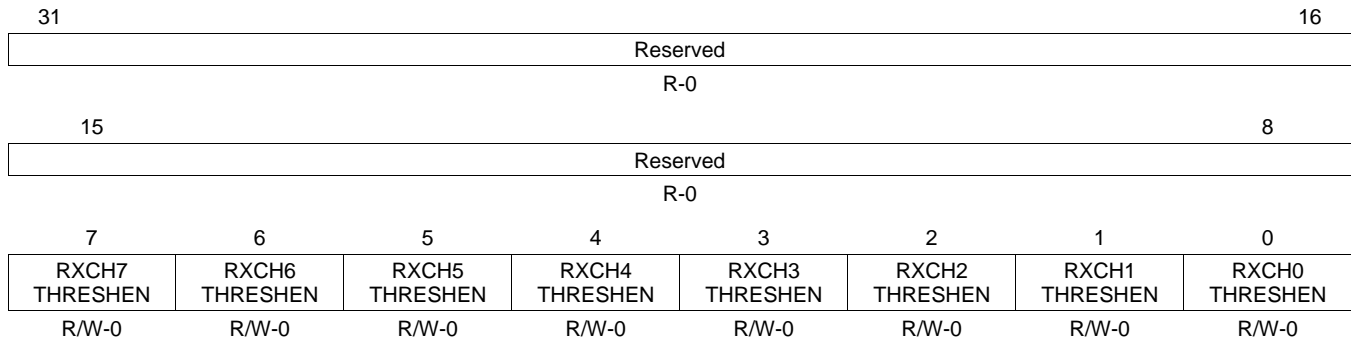 31 16
Reserved
R-0
15 8
Reserved
R-0
7 6 5 4 3 2 1 0
RXCH7 RXCH6 RXCH5 RXCH4 RXCH3 RXCH2 RXCH1 RXCH0
THRESHEN THRESHEN THRESHEN THRESHEN THRESHEN THRESHEN THRESHEN THRESHEN
R/W-0 R/W-0 R/W-0 R/W-0 R/W-0 R/W-0 R/W-0 R/W-0